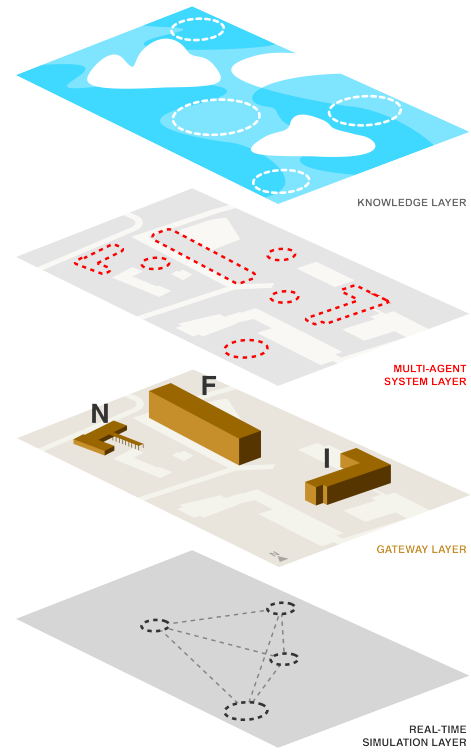 KNOWLEDGE LAYER
MULTI-AGENT
SYSTEM LAYER
F
N
I
N
GATEWAY LAYER
REAL-TIME
SIMULATION LAYER